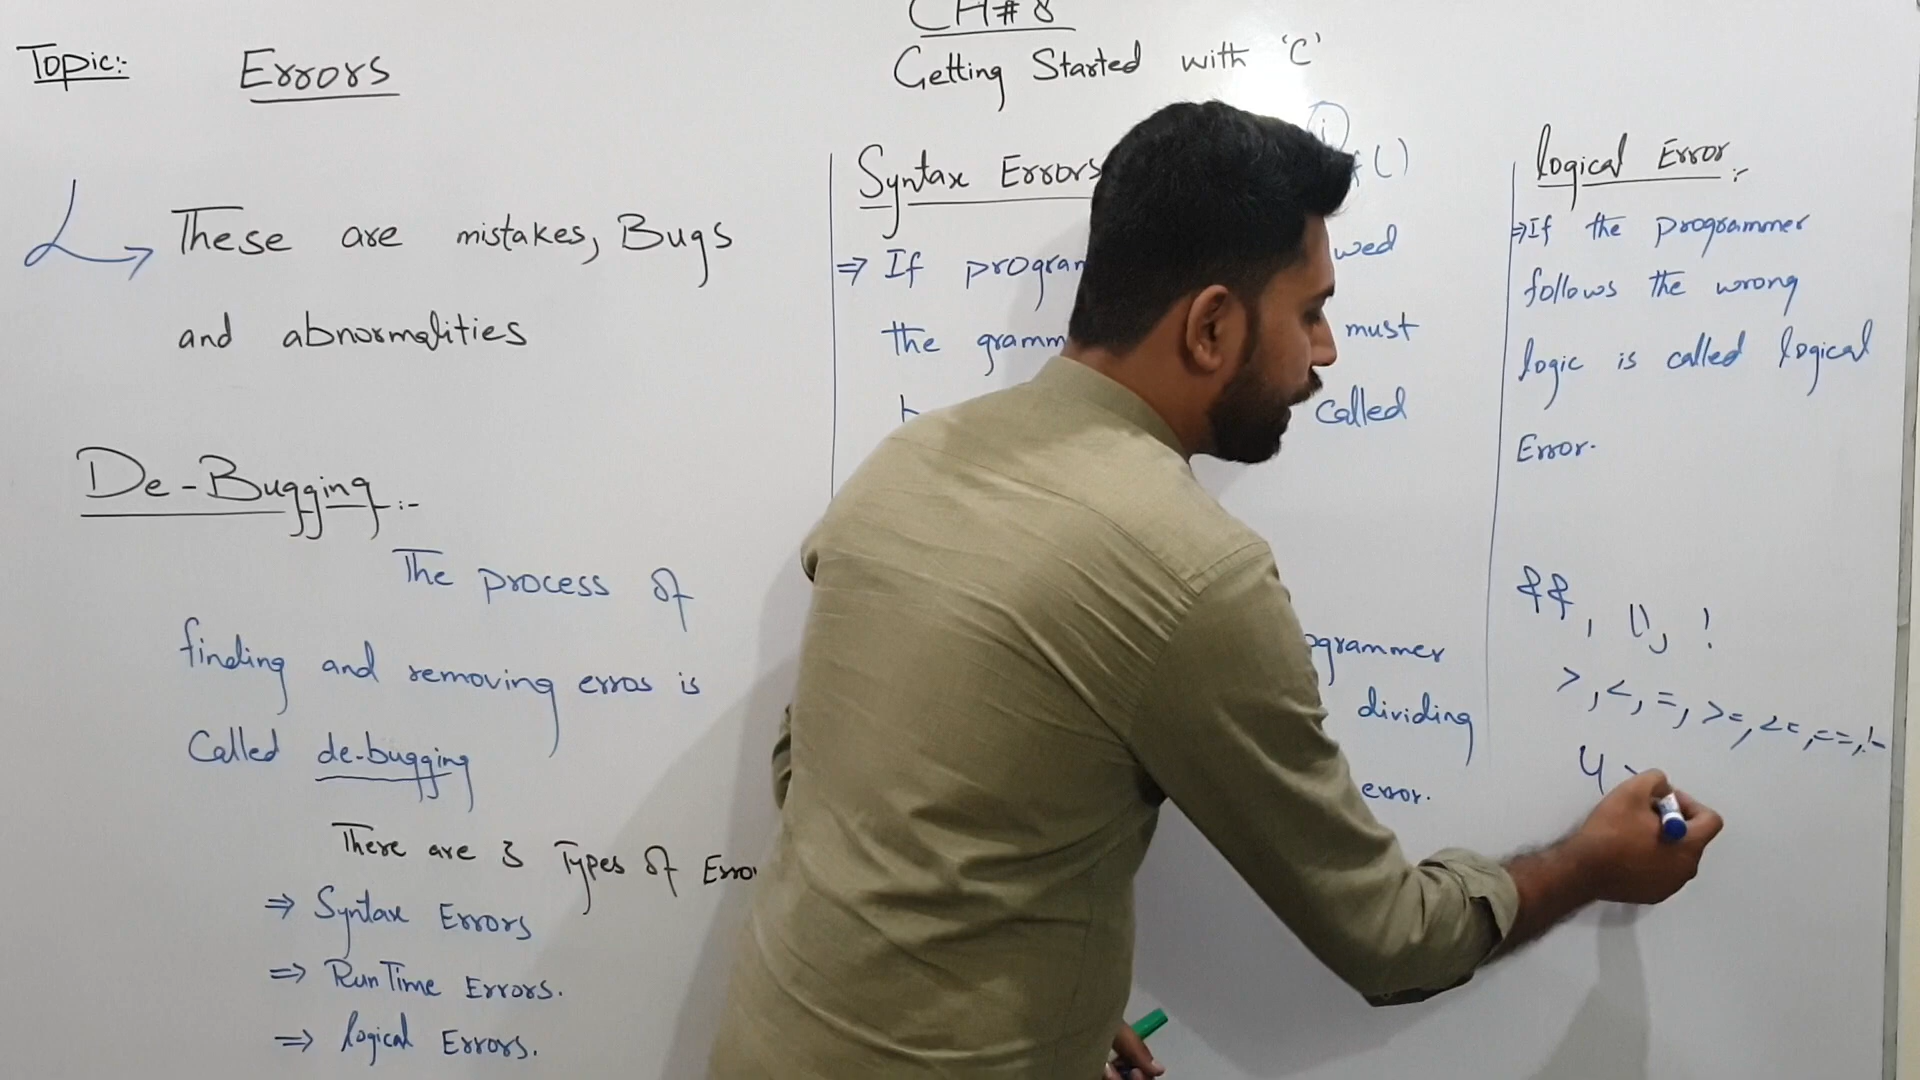 CH#8
Getting Started with 'C'
Topic:-
Errors
These are mistakes, Bugs
and abnormalities
De-Bugging :-
The process of
finding and removing erros is
Called de-bugging
There are 3 Types of Erro
⇒ Syntax Errors
⇒ RunTime Errors.
⇒ logical Errors.
Syntax Errors
()
⇒ If program
the gramm must
called
dividing
error.
logical Error :-
⇒ If the programmer
follows the wrong
logic is called logical
Error.
&&, ||, !
>, <, =, >=, <=, ==, !=
4 >